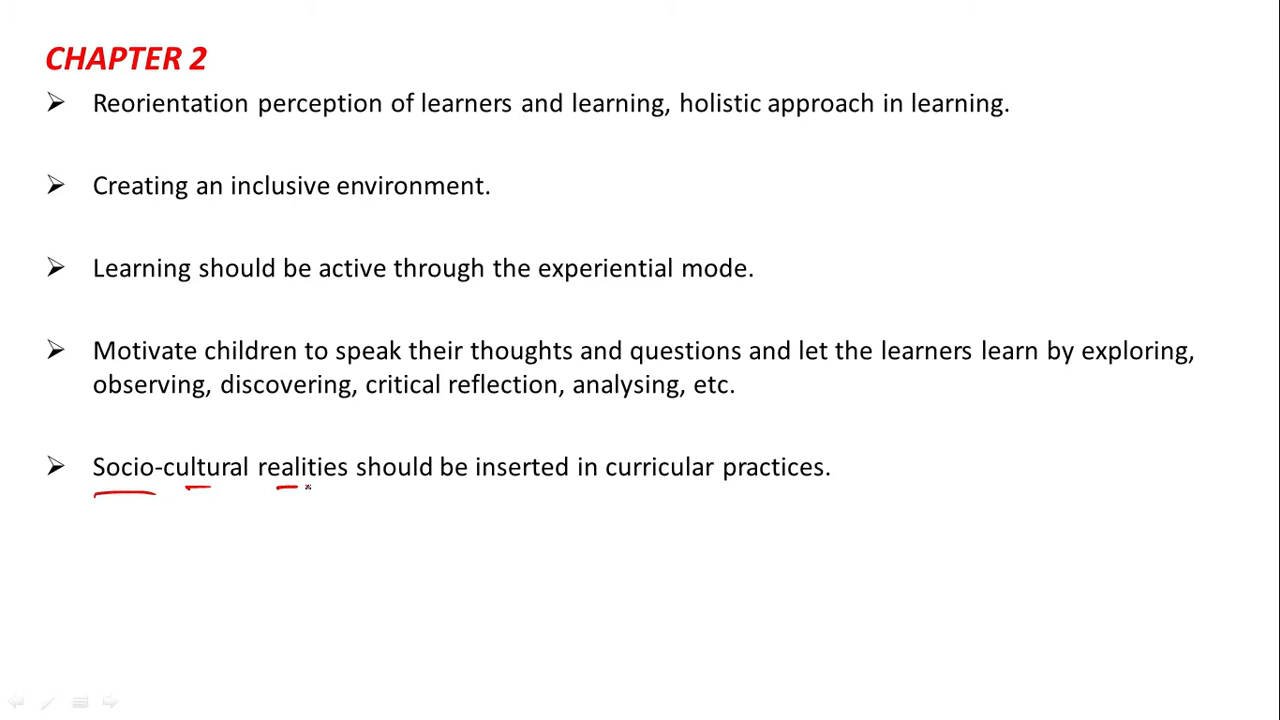 CHAPTER 2
➢ Reorientation perception of learners and learning, holistic approach in learning.
➢ Creating an inclusive environment.
➢ Learning should be active through the experiential mode.
➢ Motivate children to speak their thoughts and questions and let the learners learn by exploring,
observing, discovering, critical reflection, analysing, etc.
➢ Socio-cultural realities should be inserted in curricular practices.